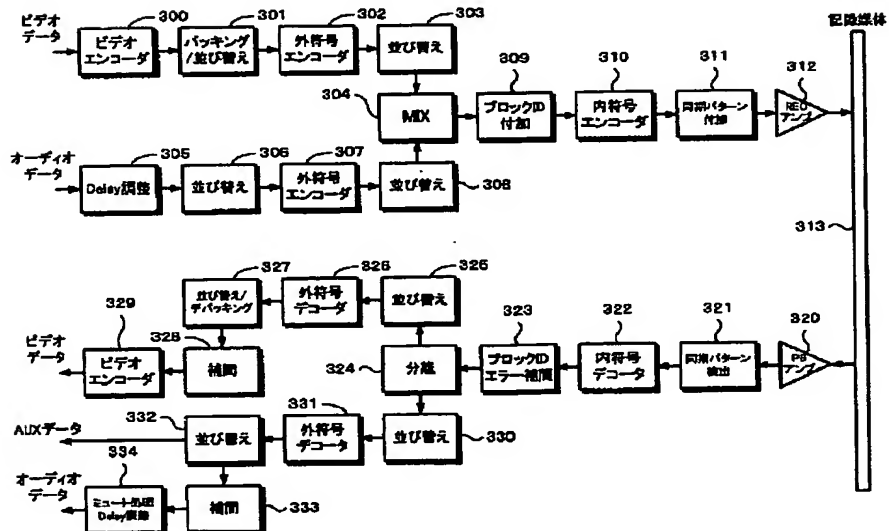 ビデオ
データ
300
ビデオ
エンコーダ
301
パッキング
/並び替え
302
外符号
エンコーダ
303
並び替え
304
MIX
309
ブロックID
付加
310
内符号
エンコーダ
311
同期パターン
付加
312
REC
アンプ
記録媒体
313
オーディオ
データ
305
Delay調整
306
並び替え
307
外符号
エンコーダ
308
並び替え
327
並び替え/
デパッキング
326
外符号
デコーダ
325
並び替え
329
ビデオ
データ
ビデオ
エンコーダ
328
補間
324
分離
323
ブロックID
エラー補間
322
内符号
デコータ
321
同期パターン
検出
320
PB
アンプ
AUXデータ
332
並び替え
331
外符号
デコータ
330
並び替え
オーディオ
データ
334
ミュート処理
Delay調整
333
補間